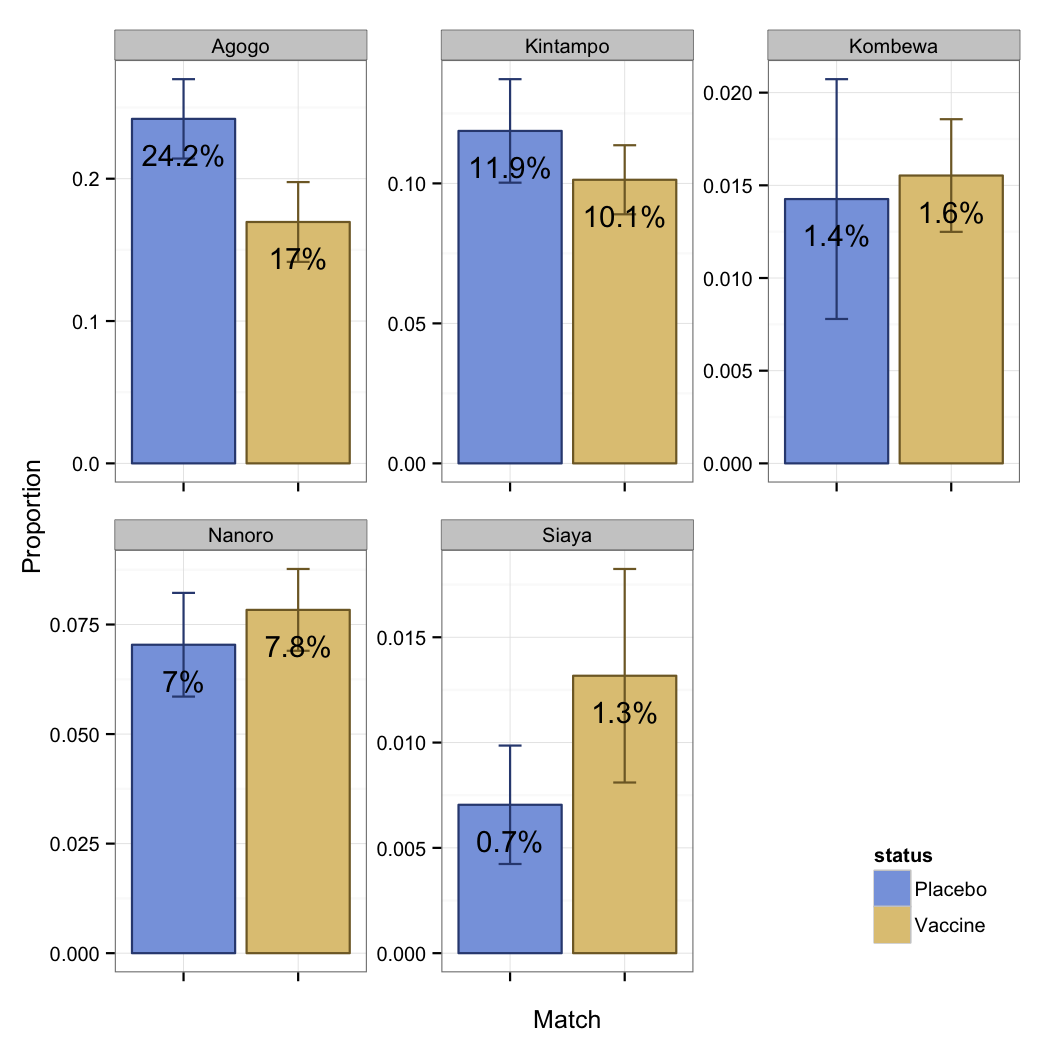 Agogo
Kintampo
Kombewa
0.2
0.1
0.0
24.2%
17%
0.10
0.05
0.00
11.9%
10.1%
0.020
0.015
0.010
0.005
0.000
1.4%
1.6%
Proportion
Nanoro
Siaya
0.075
0.050
0.025
0.000
7%
7.8%
0.015
0.010
0.005
0.000
0.7%
1.3%
status
Placebo
Vaccine
Match